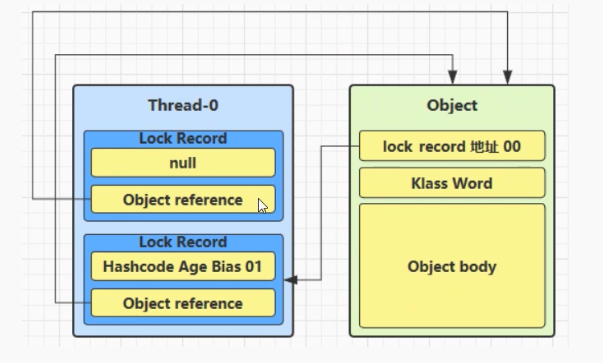 Thread-0
Lock Record
null
Object reference
Lock Record
Hashcode Age Bias 01
Object reference
Object
lock record 地址 00
Klass Word
Object body